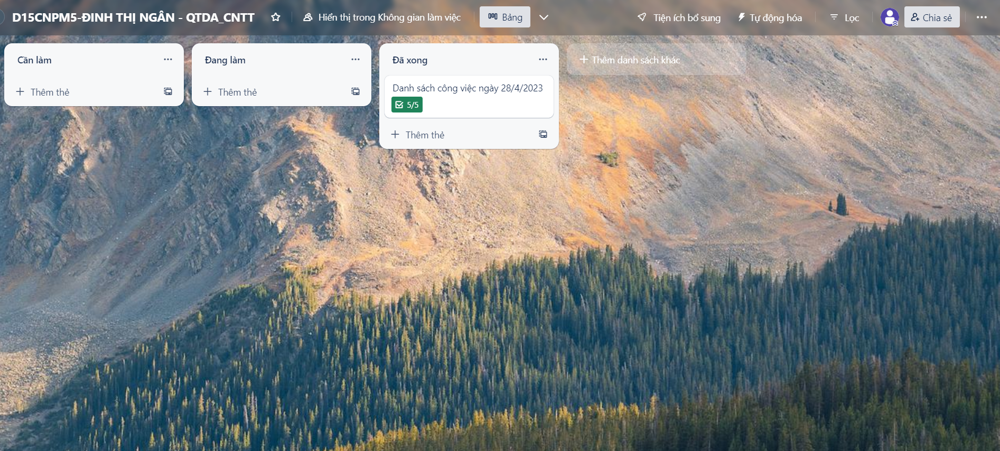 D15CNPM5-ĐINH THỊ NGÂN - QTDA_CNTT
Hiển thị trong Không gian làm việc
Bảng
Tiện ích bổ sung
Tự động hóa
Lọc
Chia sẻ
Cần làm
Thêm thẻ
Đang làm
Thêm thẻ
Đã xong
Danh sách công việc ngày 28/4/2023
5/5
Thêm thẻ
Thêm danh sách khác